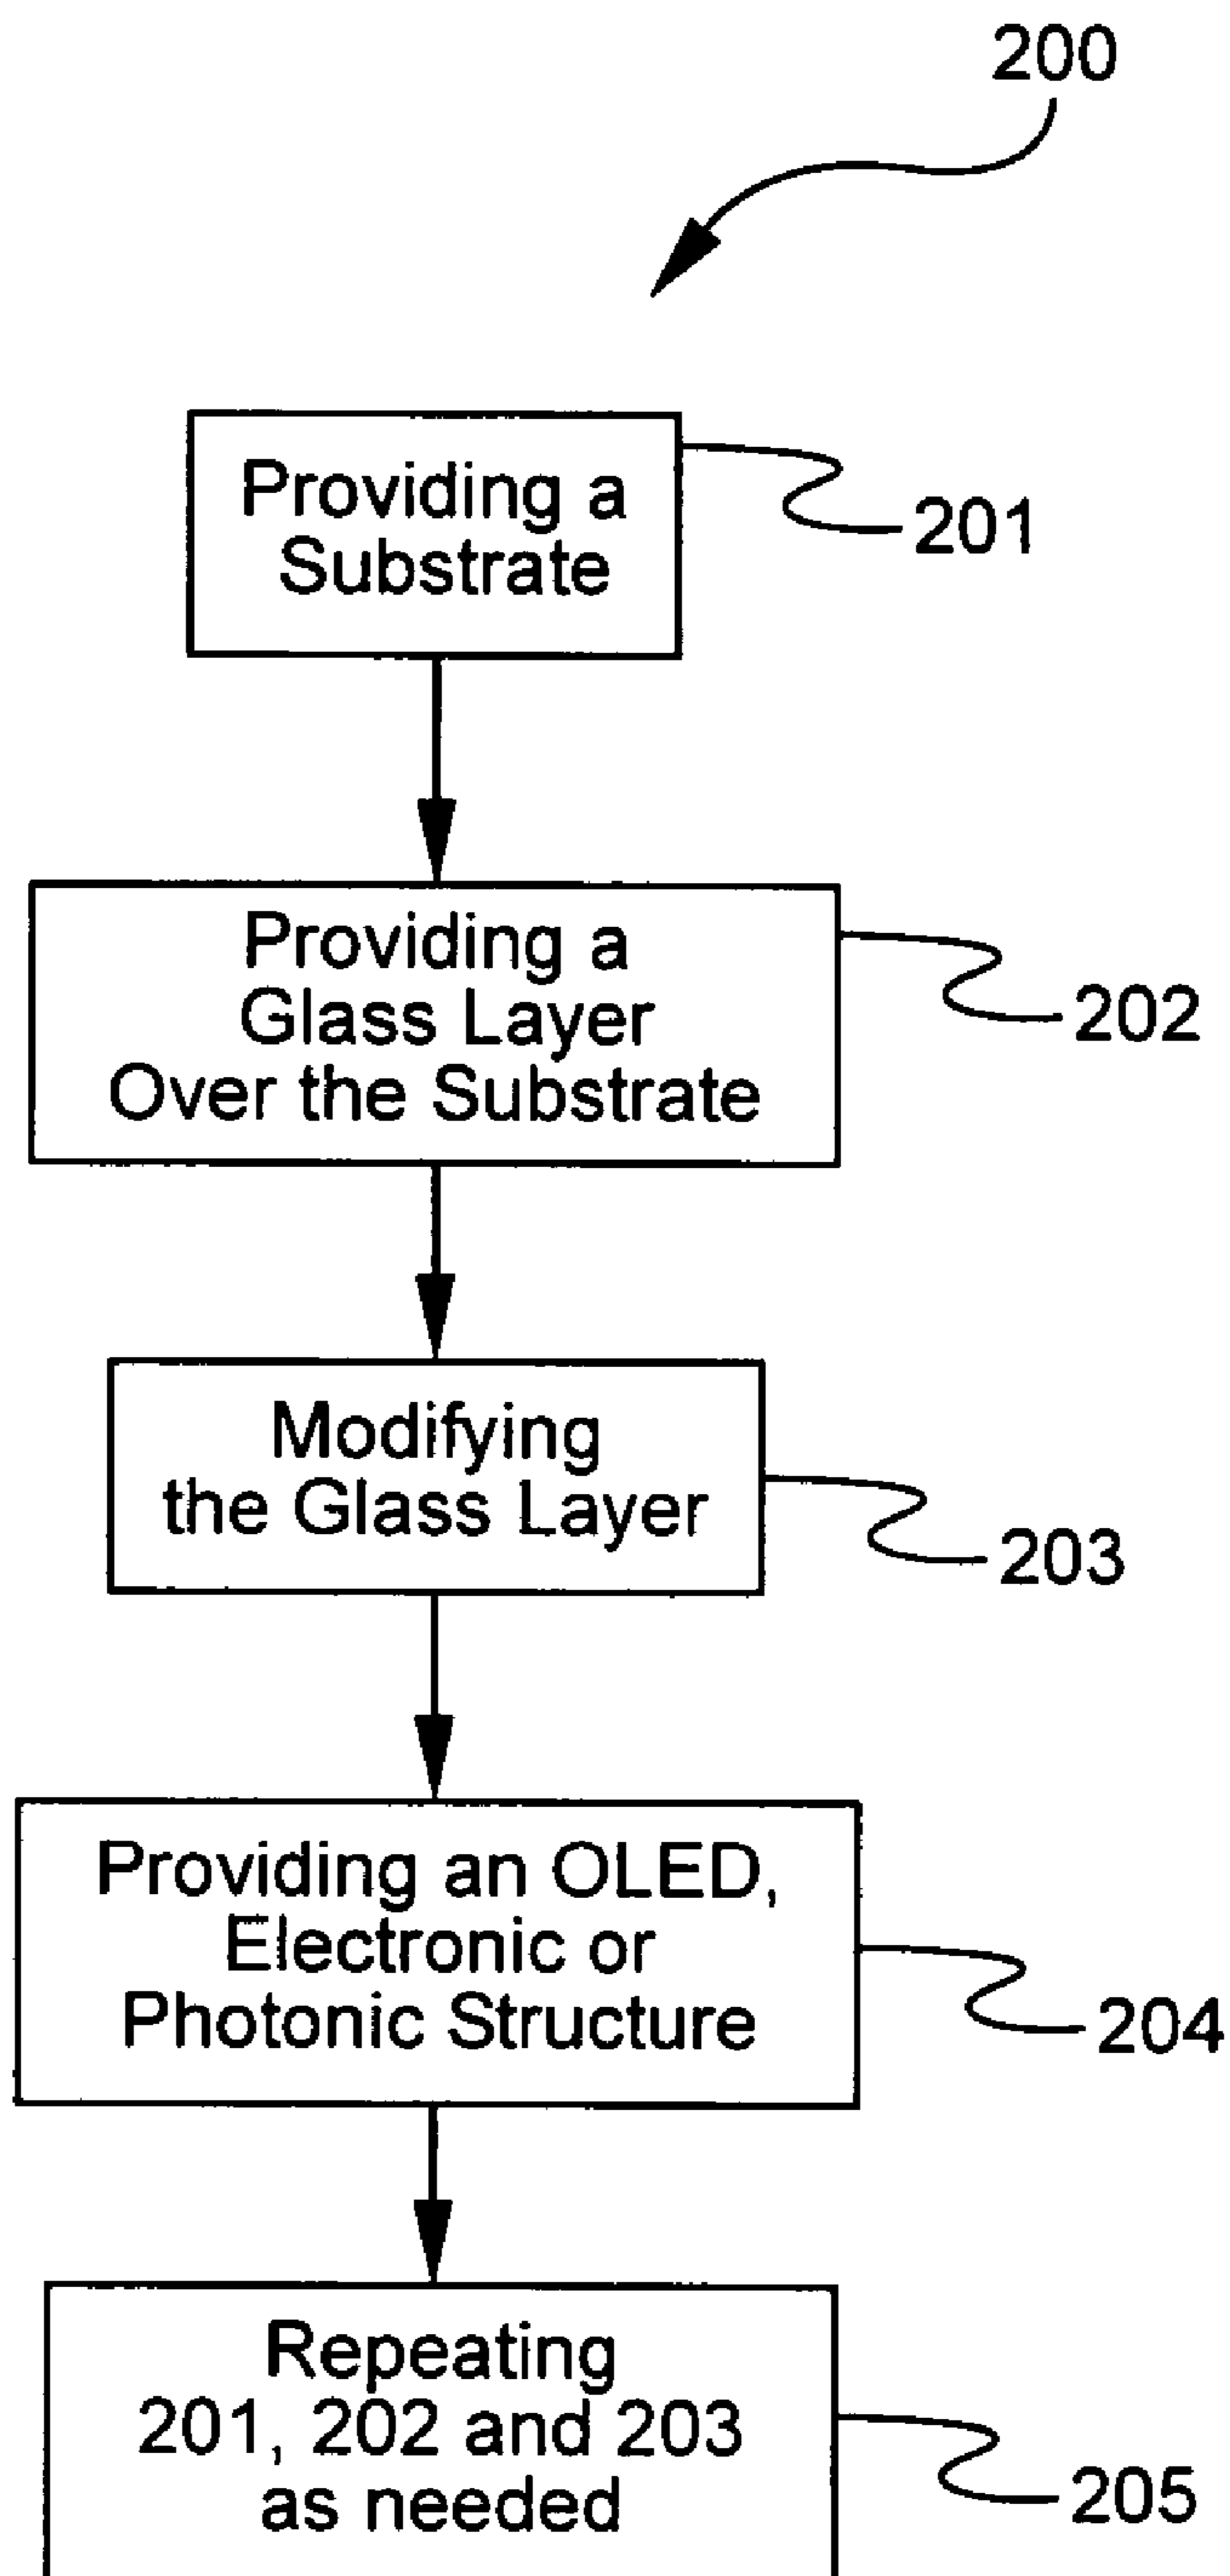 200
Providing a
Substrate
201
Providing a
Glass Layer
Over the Substrate
202
Modifying
the Glass Layer
203
Providing an OLED,
Electronic or
Photonic Structure
204
Repeating
201, 202 and 203
as needed
205